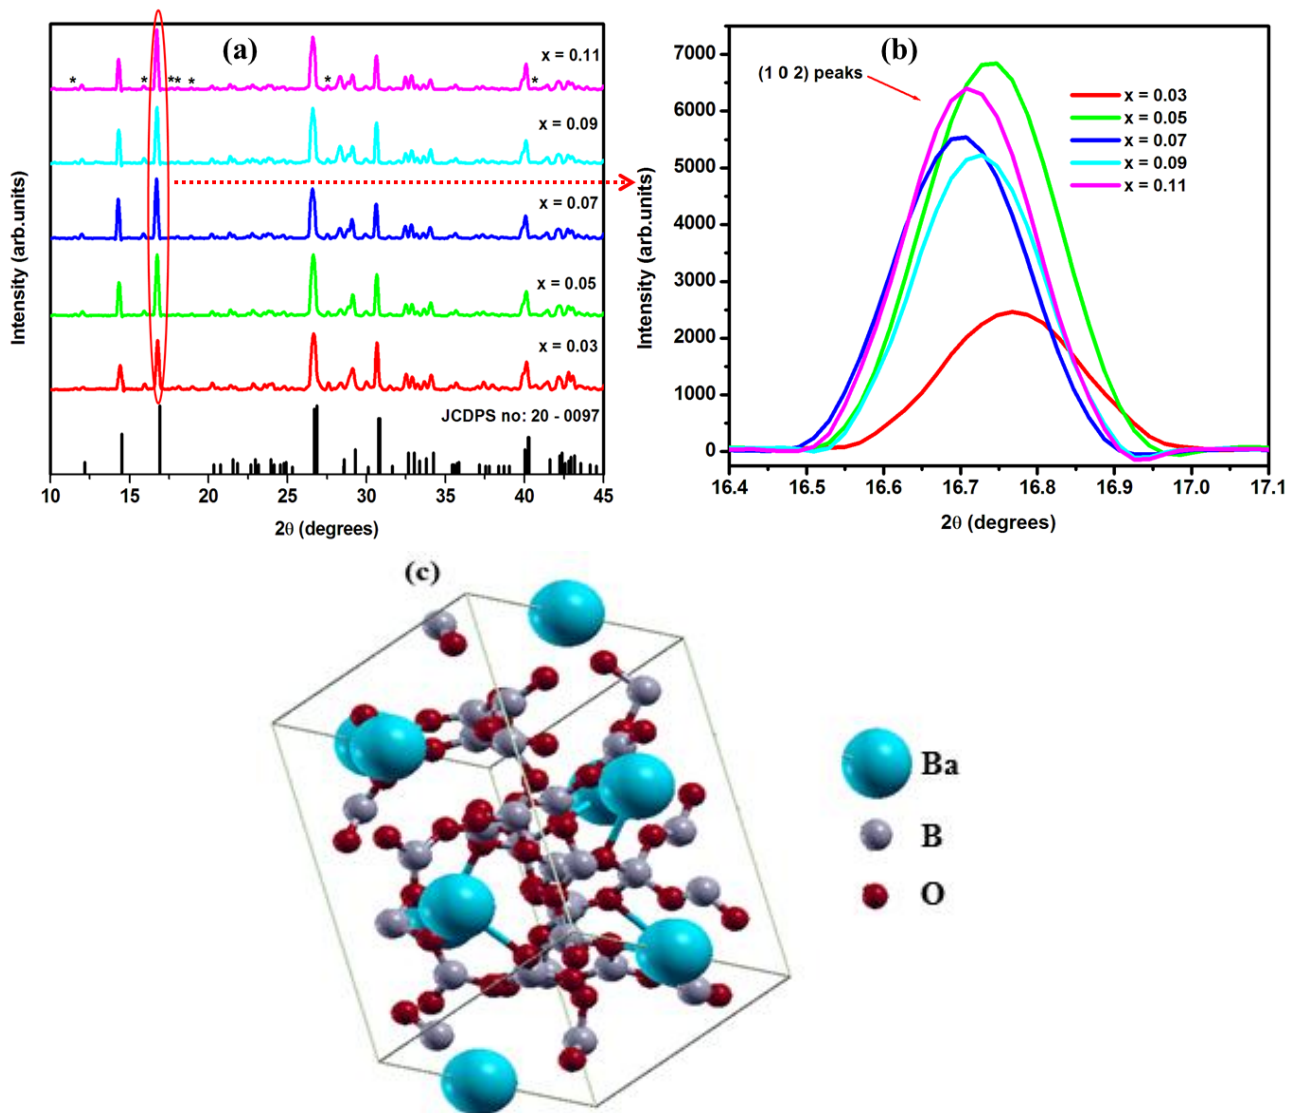 (a)
* * * * * * *
x = 0.11
x = 0.09
x = 0.07
x = 0.05
x = 0.03
JCDPS no: 20 - 0097
Intensity (arb.units)
10 15 20 25 30 35 40 45
2θ (degrees)
(b)
(1 0 2) peaks
x = 0.03
x = 0.05
x = 0.07
x = 0.09
x = 0.11
7000
6000
5000
4000
3000
2000
1000
0
Intensity (arb.units)
16.4 16.5 16.6 16.7 16.8 16.9 17.0 17.1
2θ (degrees)
(c)
Ba
B
O